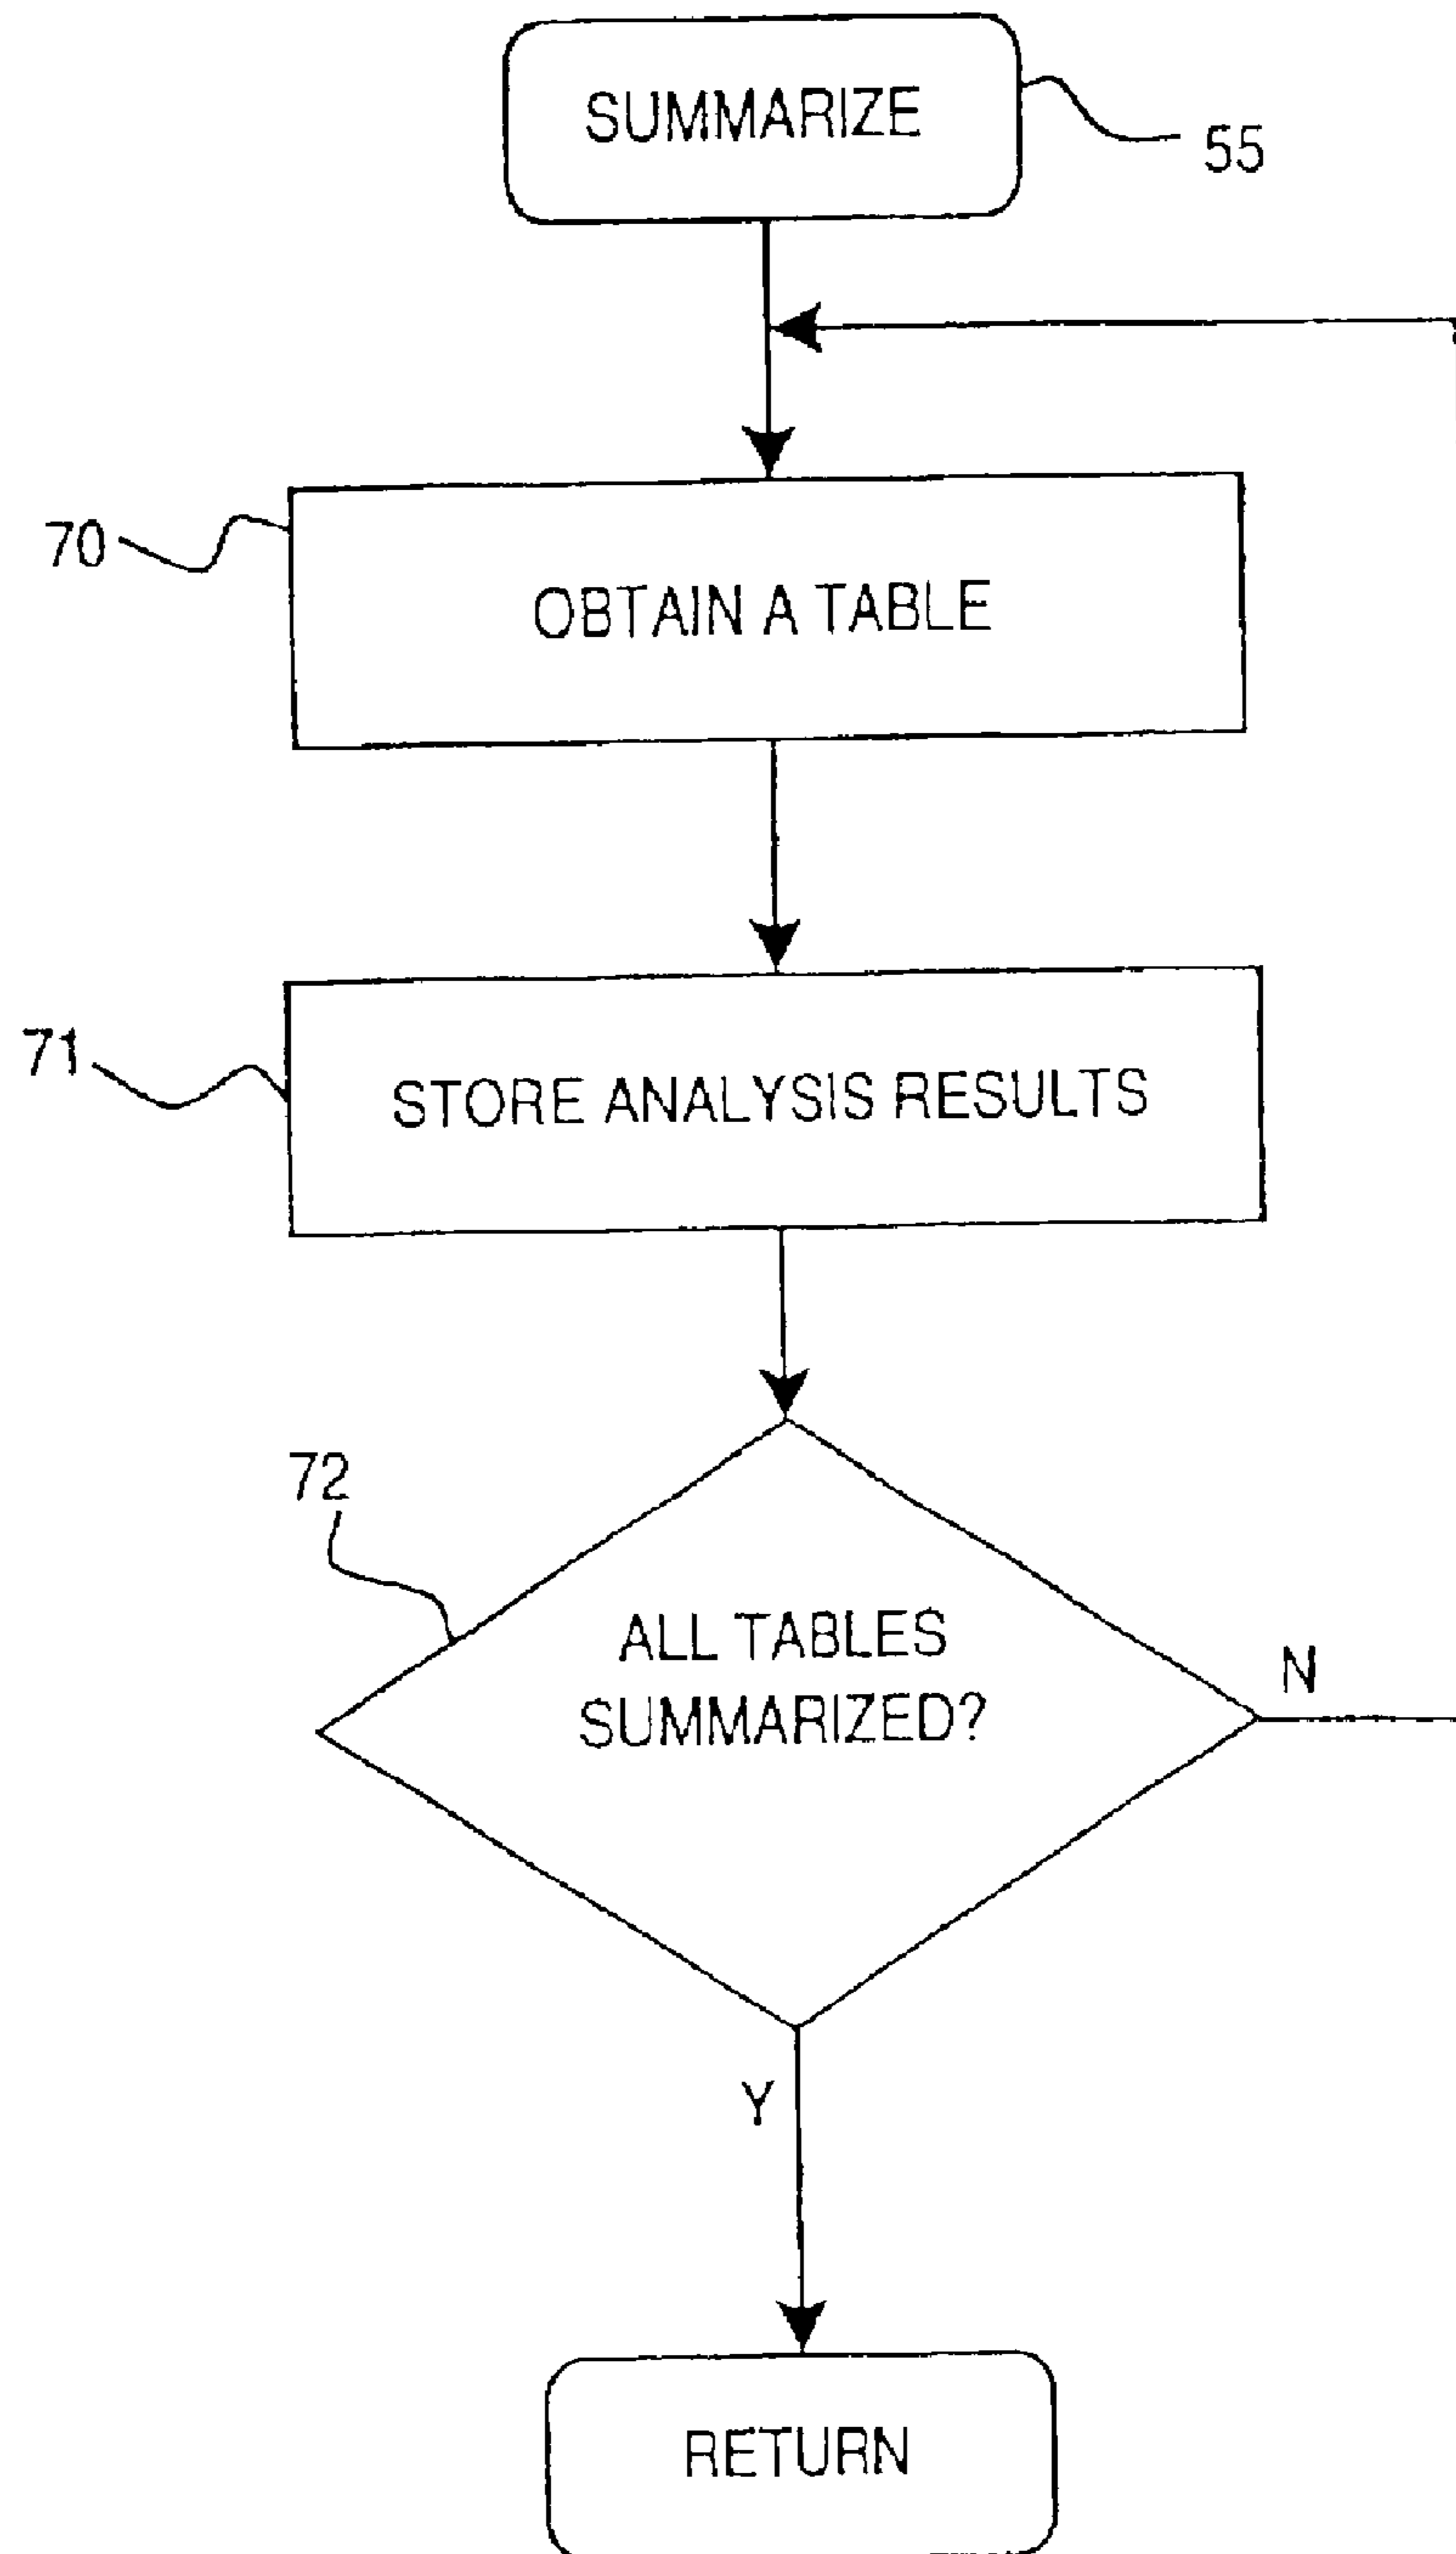 SUMMARIZE
55
70
OBTAIN A TABLE
71
STORE ANALYSIS RESULTS
72
ALL TABLES
SUMMARIZED?
N
Y
RETURN